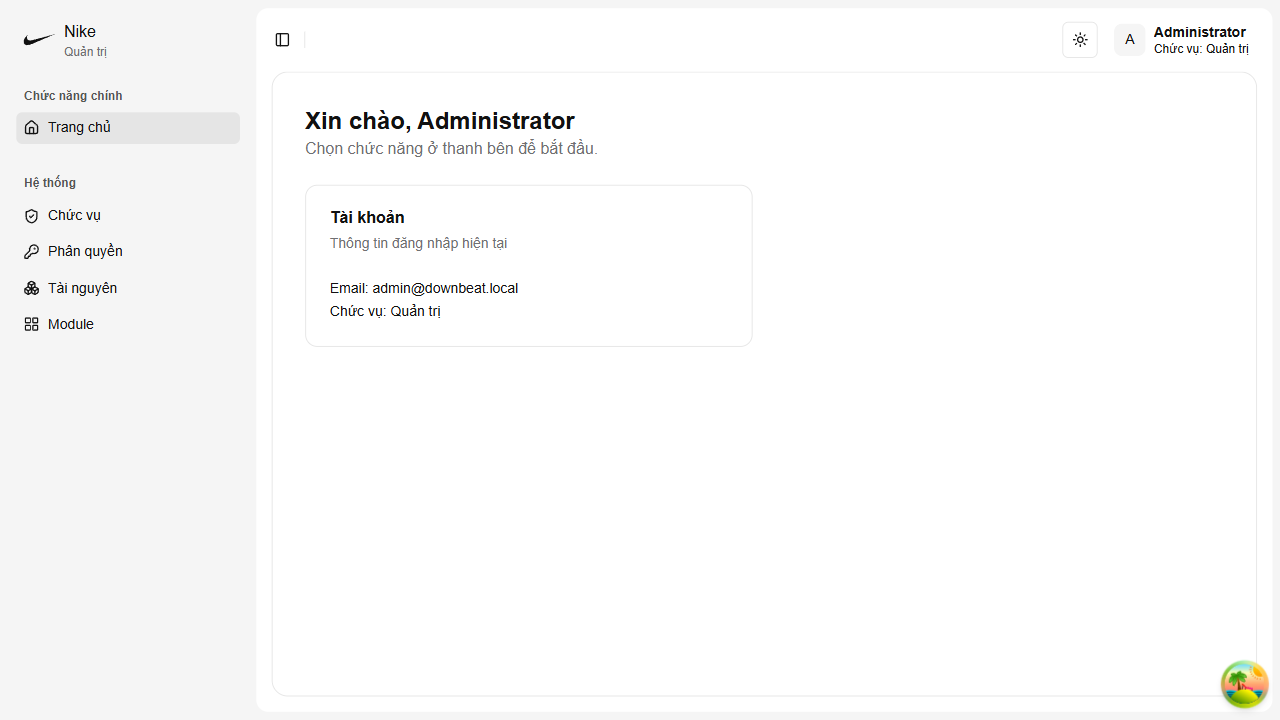 Nike
Quản trị
Chức năng chính
Trang chủ
Hệ thống
Chức vụ
Phân quyền
Tài nguyên
Module
A
Administrator
Chức vụ: Quản trị
Xin chào, Administrator
Chọn chức năng ở thanh bên để bắt đầu.
Tài khoản
Thông tin đăng nhập hiện tại
Email: admin@downbeat.local
Chức vụ: Quản trị